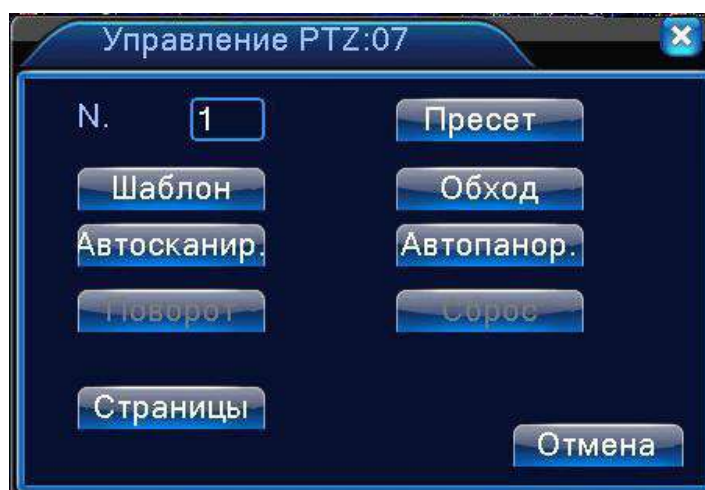 Управление PTZ:07
N. 1 Пресет
Шаблон Обход
Автосканир. Автопанор.
Поворот Сброс
Страницы
Отмена